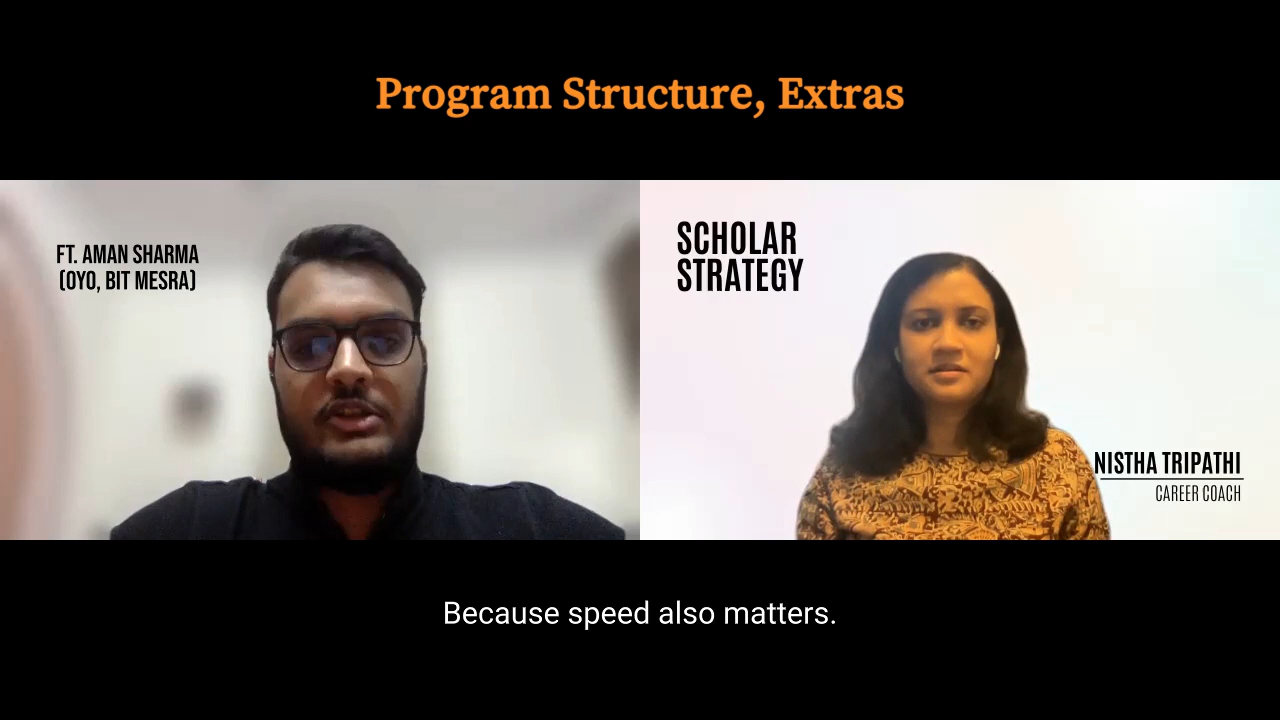 Program Structure, Extras
FT. AMAN SHARMA
(OYO, BIT MESRA)
SCHOLAR
STRATEGY
NISTHA TRIPATHI
CAREER COACH
Because speed also matters.